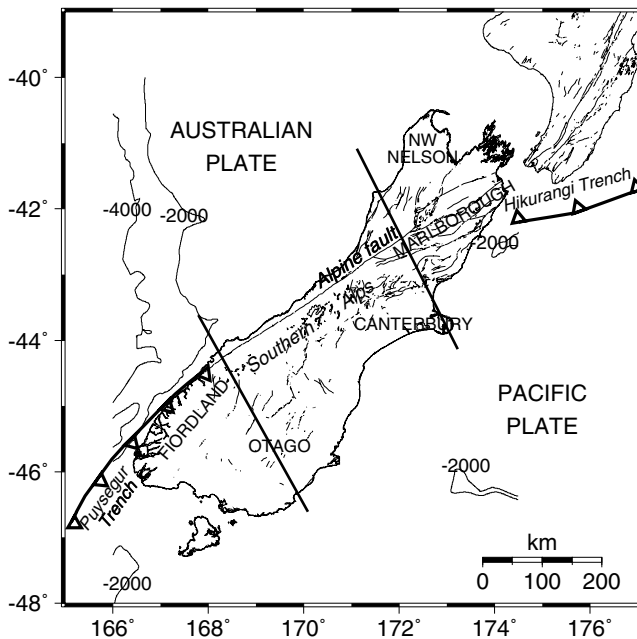 -40°
-42°
-44°
-46°
-48°
166°
168°
170°
172°
174°
176°
AUSTRALIAN
PLATE
NW
NELSON
-4000
-2000
Hikurangi Trench
MARLBOROUGH
-2000
Alpine fault
Southern Alps
CANTERBURY
FIORDLAND
OTAGO
PACIFIC
PLATE
Puysegur
Trench
-2000
-2000
km
0 100 200